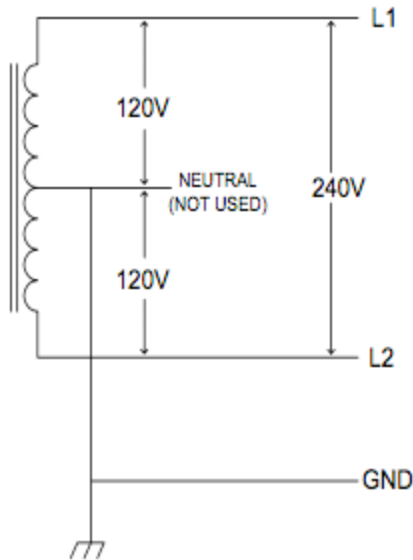 L1
120V
NEUTRAL
(NOT USED)
240V
120V
L2
GND